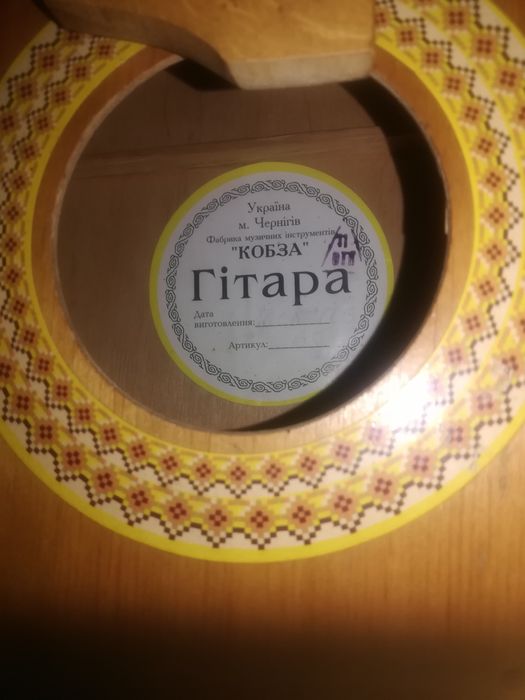 Україна
м. Чернігів
Фабрика музичних інструментів
"КОБЗА"
Гітара
Дата
виготовлення:
Артикул: